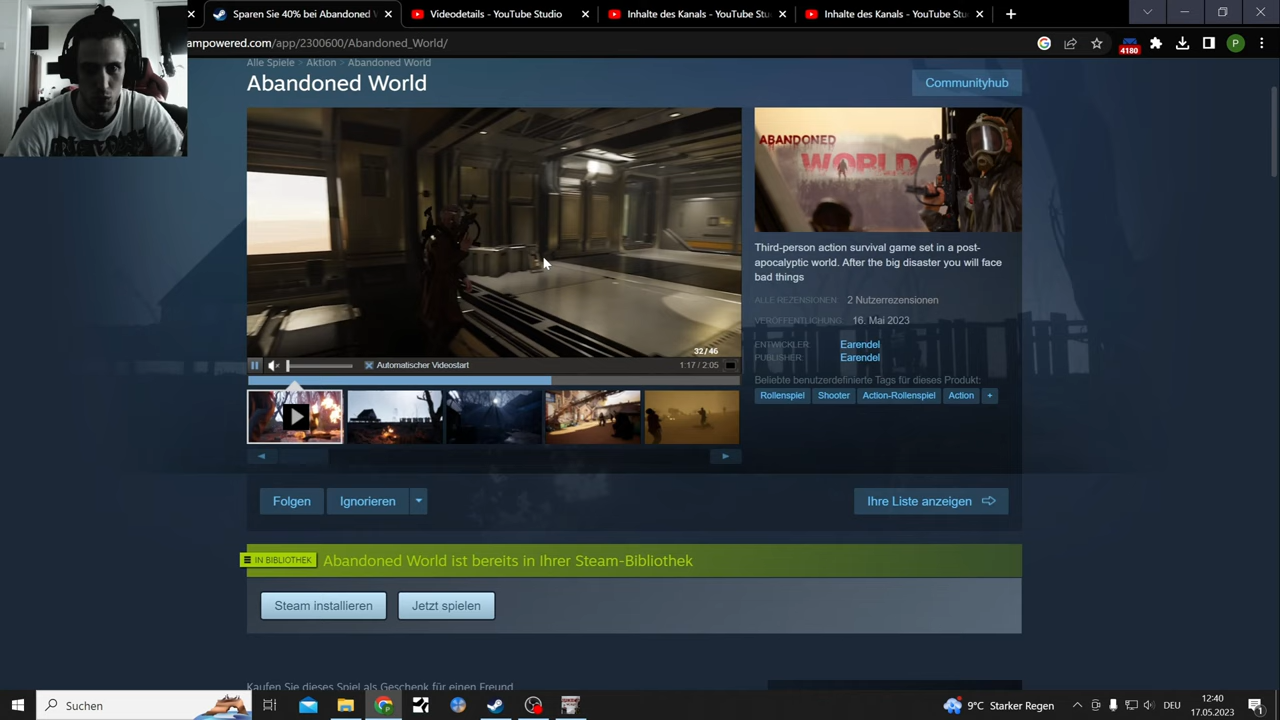 Sparen Sie 40% bei Abandoned W
Videodetails - YouTube Studio
Inhalte des Kanals - YouTube Stu
Inhalte des Kanals - YouTube Stu
ampowered.com/app/2300600/Abandoned_World/
4180
P
Alle Spiele > Aktion > Abandoned World
Abandoned World
Communityhub
ABANDONED
WORLD
Third-person action survival game set in a post-
apocalyptic world. After the big disaster you will face
bad things
ALLE REZENSIONEN: 2 Nutzerrezensionen
VERÖFFENTLICHUNG: 16. Mai 2023
ENTWICKLER: Earendel
PUBLISHER: Earendel
Beliebte benutzerdefinierte Tags für dieses Produkt:
Rollenspiel Shooter Action-Rollenspiel Action +
32/46
Automatischer Videostart 1:17 / 2:05
Folgen Ignorieren Ihre Liste anzeigen
IN BIBLIOTHEK Abandoned World ist bereits in Ihrer Steam-Bibliothek
Steam installieren Jetzt spielen
Kaufen Sie dieses Spiel als Geschenk für einen Freund
Suchen
9°C Starker Regen
DEU
12:40
17.05.2023
1